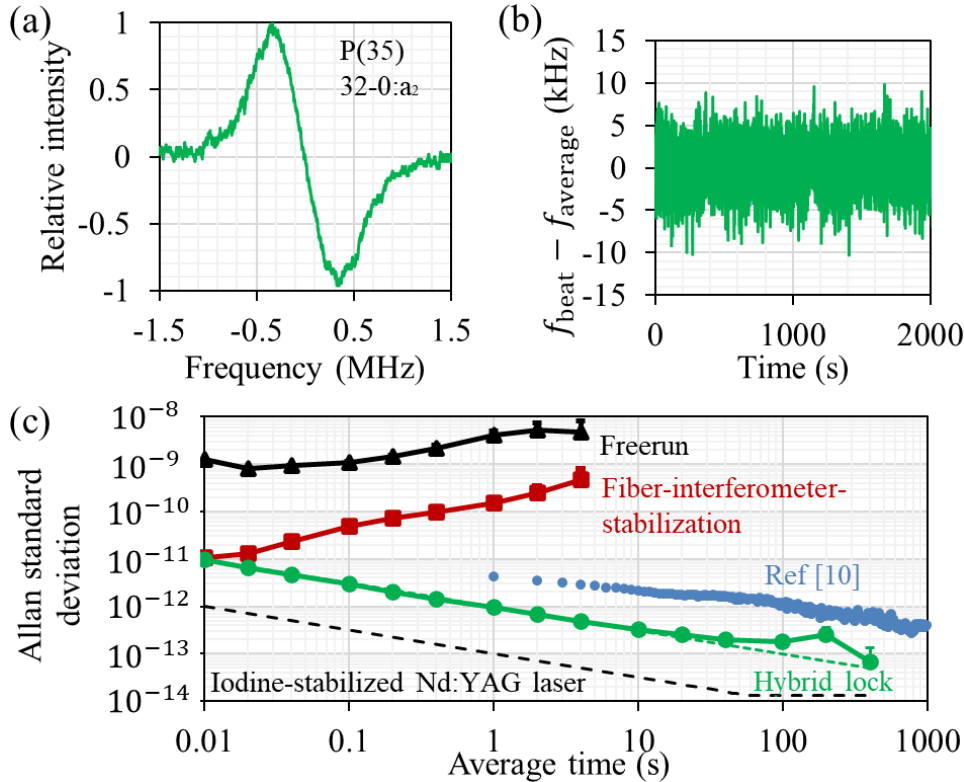 (a)
Relative intensity
1
0.5
0
-0.5
-1
P(35)
32-0:a₂
-1.5
-0.5
0.5
1.5
Frequency (MHz)
(b)
f_beat − f_average (kHz)
15
10
5
0
-5
-10
-15
0
1000
2000
Time (s)
(c)
Allan standard
deviation
10⁻⁸
10⁻⁹
10⁻¹⁰
10⁻¹¹
10⁻¹²
10⁻¹³
10⁻¹⁴
Freerun
Fiber-interferometer-
stabilization
Ref [10]
Iodine-stabilized Nd:YAG laser
Hybrid lock
0.01
0.1
1
10
100
1000
Average time (s)